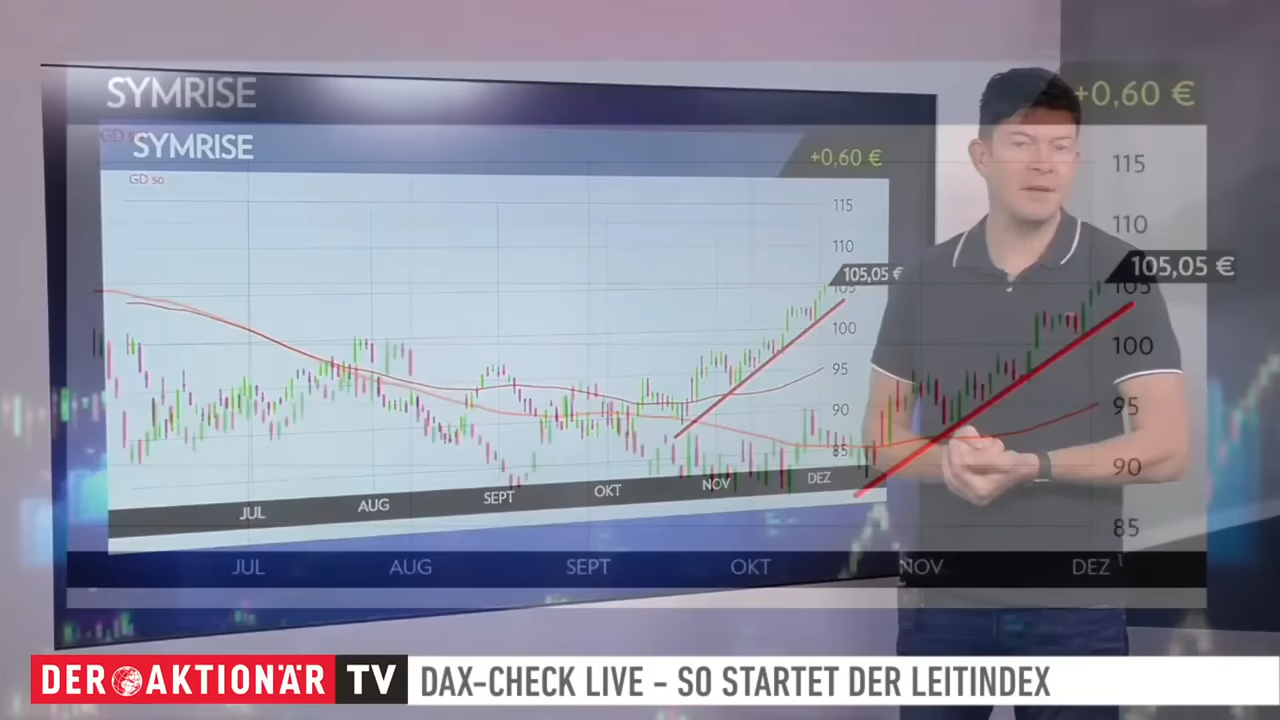 SYMRISE
+0,60 €
GD
SYMRISE
+0,60 €
GD 50
115
110
105,05 €
105
100
95
90
85
JUL
AUG
SEPT
OKT
NOV
DEZ
115
110
105,05 €
105
100
95
90
85
JUL
AUG
SEPT
OKT
NOV
DEZ
DER AKTIONÄR TV
DAX-CHECK LIVE – SO STARTET DER LEITINDEX